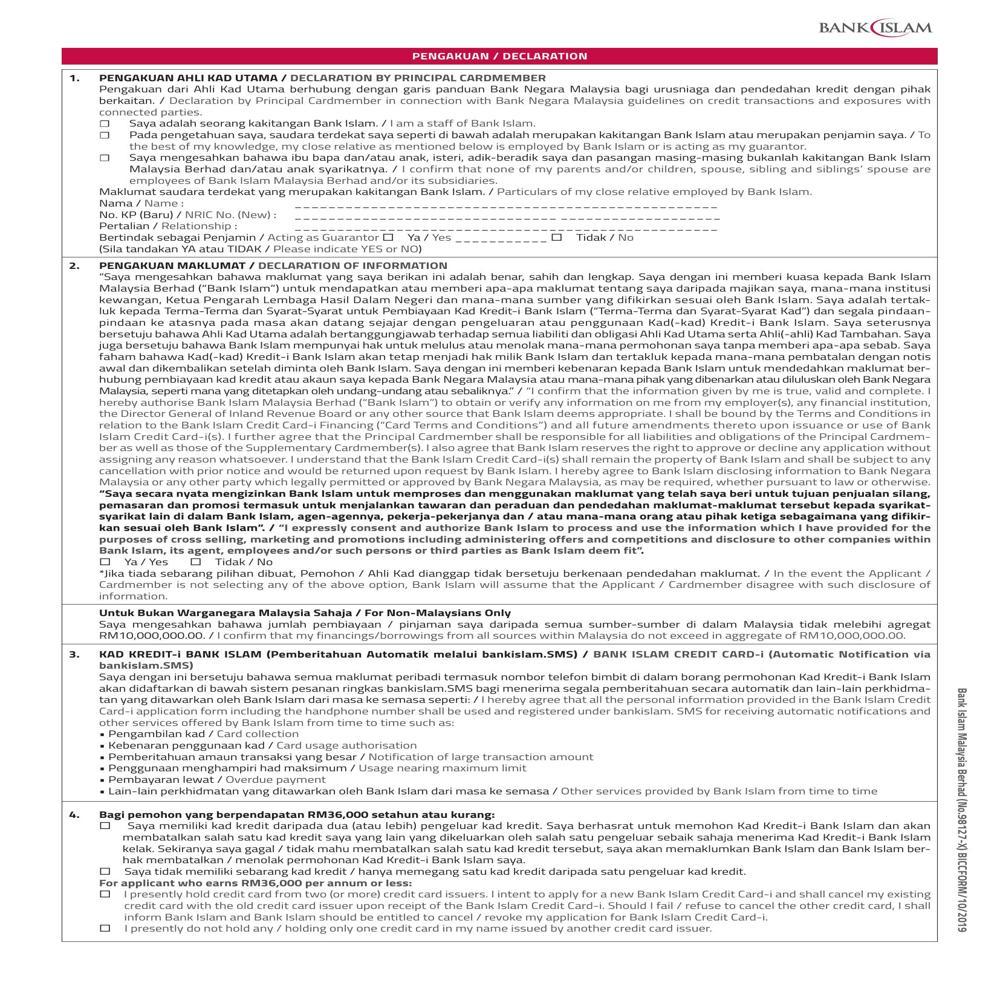 BANK ISLAM
PENGAKUAN / DECLARATION
1. PENGAKUAN AHLI KAD UTAMA / DECLARATION BY PRINCIPAL CARDMEMBER
Pengakuan dari Ahli Kad Utama berhubung dengan garis panduan Bank Negara Malaysia bagi urusniaga dan pendedahan kredit dengan pihak
berkaitan. / Declaration by Principal Cardmember in connection with Bank Negara Malaysia guidelines on credit transactions and exposures with
connected parties.
☐ Saya adalah seorang kakitangan Bank Islam. / I am a staff of Bank Islam.
☐ Pada pengetahuan saya, saudara terdekat saya seperti di bawah adalah merupakan kakitangan Bank Islam atau merupakan penjamin saya. / To
the best of my knowledge, my close relative as mentioned below is employed by Bank Islam or is acting as my guarantor.
☐ Saya mengesahkan bahawa ibu bapa dan/atau anak, isteri, adik-beradik saya dan pasangan masing-masing bukanlah kakitangan Bank Islam
Malaysia Berhad dan/atau anak syarikatnya. / I confirm that none of my parents and/or children, spouse, sibling and siblings' spouse are
employees of Bank Islam Malaysia Berhad and/or its subsidiaries.
Maklumat saudara terdekat yang merupakan kakitangan Bank Islam. / Particulars of my close relative employed by Bank Islam.
Nama / Name :
No. KP (Baru) / NRIC No. (New) :
Pertalian / Relationship :
Bertindak sebagai Penjamin / Acting as Guarantor ☐ Ya / Yes ___________ ☐ Tidak / No
(Sila tandakan YA atau TIDAK / Please indicate YES or NO)
2. PENGAKUAN MAKLUMAT / DECLARATION OF INFORMATION
"Saya mengesahkan bahawa maklumat yang saya berikan ini adalah benar, sahih dan lengkap. Saya dengan ini memberi kuasa kepada Bank Islam
Malaysia Berhad ("Bank Islam") untuk mendapatkan atau memberi apa-apa maklumat tentang saya daripada majikan saya, mana-mana institusi
kewangan, Ketua Pengarah Lembaga Hasil Dalam Negeri dan mana-mana sumber yang difikirkan sesuai oleh Bank Islam. Saya adalah tertak-
luk kepada Terma-Terma dan Syarat-Syarat untuk Pembiayaan Kad Kredit-i Bank Islam ("Terma-Terma dan Syarat-Syarat Kad") dan segala pindaan-
pindaan ke atasnya pada masa akan datang sejajar dengan pengeluaran atau penggunaan Kad(-kad) Kredit-i Bank Islam. Saya seterusnya
bersetuju bahawa Ahli Kad Utama adalah bertanggungjawab terhadap semua liabiliti dan obligasi Ahli Kad Utama serta Ahli(-ahli) Kad Tambahan. Saya
juga bersetuju bahawa Bank Islam mempunyai hak untuk melulus atau menolak mana-mana permohonan saya tanpa memberi apa-apa sebab. Saya
faham bahawa Kad(-kad) Kredit-i Bank Islam akan tetap menjadi hak milik Bank Islam dan tertakluk kepada mana-mana pembatalan dengan notis
awal dan dikembalikan setelah diminta oleh Bank Islam. Saya dengan ini memberi kebenaran kepada Bank Islam untuk mendedahkan maklumat ber-
hubung pembiayaan kad kredit atau akaun saya kepada Bank Negara Malaysia atau mana-mana pihak yang dibenarkan atau diluluskan oleh Bank Negara
Malaysia, seperti mana yang ditetapkan oleh undang-undang atau sebaliknya." / "I confirm that the information given by me is true, valid and complete. I
hereby authorise Bank Islam Malaysia Berhad ("Bank Islam") to obtain or verify any information on me from my employer(s), any financial institution,
the Director General of Inland Revenue Board or any other source that Bank Islam deems appropriate. I shall be bound by the Terms and Conditions in
relation to the Bank Islam Credit Card-i Financing ("Card Terms and Conditions") and all future amendments thereto upon issuance or use of Bank
Islam Credit Card-i(s). I further agree that the Principal Cardmember shall be responsible for all liabilities and obligations of the Principal Cardmem-
ber as well as those of the Supplementary Cardmember(s). I also agree that Bank Islam reserves the right to approve or decline any application without
assigning any reason whatsoever. I understand that the Bank Islam Credit Card-i(s) shall remain the property of Bank Islam and shall be subject to any
cancellation with prior notice and would be returned upon request by Bank Islam. I hereby agree to Bank Islam disclosing information to Bank Negara
Malaysia or any other party which legally permitted or approved by Bank Negara Malaysia, as may be required, whether pursuant to law or otherwise.
"Saya secara nyata mengizinkan Bank Islam untuk memproses dan menggunakan maklumat yang telah saya beri untuk tujuan penjualan silang,
pemasaran dan promosi termasuk untuk menjalankan tawaran dan peraduan dan pendedahan maklumat-maklumat tersebut kepada syarikat-
syarikat lain di dalam Bank Islam, agen-agennya, pekerja-pekerjanya dan / atau mana-mana orang atau pihak ketiga sebagaimana yang difikir-
kan sesuai oleh Bank Islam". / "I expressly consent and authorize Bank Islam to process and use the information which I have provided for the
purposes of cross selling, marketing and promotions including administering offers and competitions and disclosure to other companies within
Bank Islam, its agent, employees and/or such persons or third parties as Bank Islam deem fit".
☐ Ya / Yes ☐ Tidak / No
*Jika tiada sebarang pilihan dibuat, Pemohon / Ahli Kad dianggap tidak bersetuju berkenaan pendedahan maklumat. / In the event the Applicant /
Cardmember is not selecting any of the above option, Bank Islam will assume that the Applicant / Cardmember disagree with such disclosure of
information.
Untuk Bukan Warganegara Malaysia Sahaja / For Non-Malaysians Only
Saya mengesahkan bahawa jumlah pembiayaan / pinjaman saya daripada semua sumber-sumber di dalam Malaysia tidak melebihi agregat
RM10,000,000.00. / I confirm that my financings/borrowings from all sources within Malaysia do not exceed in aggregate of RM10,000,000.00.
3. KAD KREDIT-i BANK ISLAM (Pemberitahuan Automatik melalui bankislam.SMS) / BANK ISLAM CREDIT CARD-i (Automatic Notification via
bankislam.SMS)
Saya dengan ini bersetuju bahawa semua maklumat peribadi termasuk nombor telefon bimbit di dalam borang permohonan Kad Kredit-i Bank Islam
akan didaftarkan di bawah sistem pesanan ringkas bankislam.SMS bagi menerima segala pemberitahuan secara automatik dan lain-lain perkhidma-
tan yang ditawarkan oleh Bank Islam dari masa ke semasa seperti: / I hereby agree that all the personal information provided in the Bank Islam Credit
Card-i application form including the handphone number shall be used and registered under bankislam. SMS for receiving automatic notifications and
other services offered by Bank Islam from time to time such as:
▪ Pengambilan kad / Card collection
▪ Kebenaran penggunaan kad / Card usage authorisation
▪ Pemberitahuan amaun transaksi yang besar / Notification of large transaction amount
▪ Penggunaan menghampiri had maksimum / Usage nearing maximum limit
▪ Pembayaran lewat / Overdue payment
▪ Lain-lain perkhidmatan yang ditawarkan oleh Bank Islam dari masa ke semasa / Other services provided by Bank Islam from time to time
4. Bagi pemohon yang berpendapatan RM36,000 setahun atau kurang:
☐ Saya memiliki kad kredit daripada dua (atau lebih) pengeluar kad kredit. Saya berhasrat untuk memohon Kad Kredit-i Bank Islam dan akan
membatalkan salah satu kad kredit saya yang lain yang dikeluarkan oleh salah satu pengeluar sebaik sahaja menerima Kad Kredit-i Bank Islam
kelak. Sekiranya saya gagal / tidak mahu membatalkan salah satu kad kredit tersebut, saya akan memaklumkan Bank Islam dan Bank Islam ber-
hak membatalkan / menolak permohonan Kad Kredit-i Bank Islam saya.
☐ Saya tidak memiliki sebarang kad kredit / hanya memegang satu kad kredit daripada satu pengeluar kad kredit.
For applicant who earns RM36,000 per annum or less:
☐ I presently hold credit card from two (or more) credit card issuers. I intent to apply for a new Bank Islam Credit Card-i and shall cancel my existing
credit card with the old credit card issuer upon receipt of the Bank Islam Credit Card-i. Should I fail / refuse to cancel the other credit card, I shall
inform Bank Islam and Bank Islam should be entitled to cancel / revoke my application for Bank Islam Credit Card-i.
☐ I presently do not hold any / holding only one credit card in my name issued by another credit card issuer.
Bank Islam Malaysia Berhad (No.98127-X) BICCFORM/10/2019